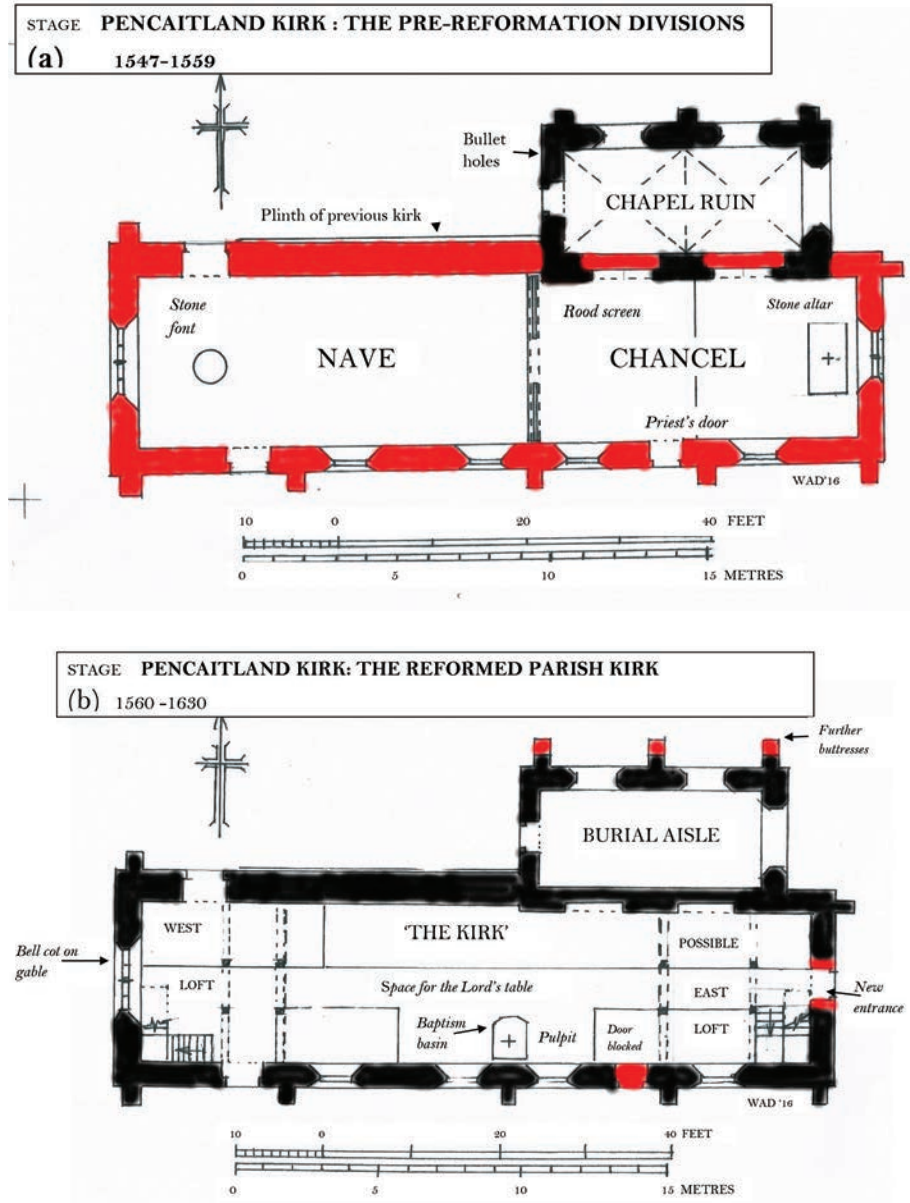 STAGE PENCAITLAND KIRK : THE PRE-REFORMATION DIVISIONS
(a) 1547-1559
Bullet
holes
CHAPEL RUIN
Plinth of previous kirk
Stone
font
Rood screen
Stone altar
NAVE
CHANCEL
Priest's door
WAD'16
10 0 20 40 FEET
0 5 10 15 METRES
STAGE PENCAITLAND KIRK: THE REFORMED PARISH KIRK
(b) 1560 -1630
Further
buttresses
BURIAL AISLE
WEST
'THE KIRK'
POSSIBLE
Bell cot on
gable
LOFT
Space for the Lord's table
EAST
New
entrance
Baptism
basin
Pulpit
Door
blocked
LOFT
WAD '16
10 0 20 40 FEET
0 5 10 15 METRES